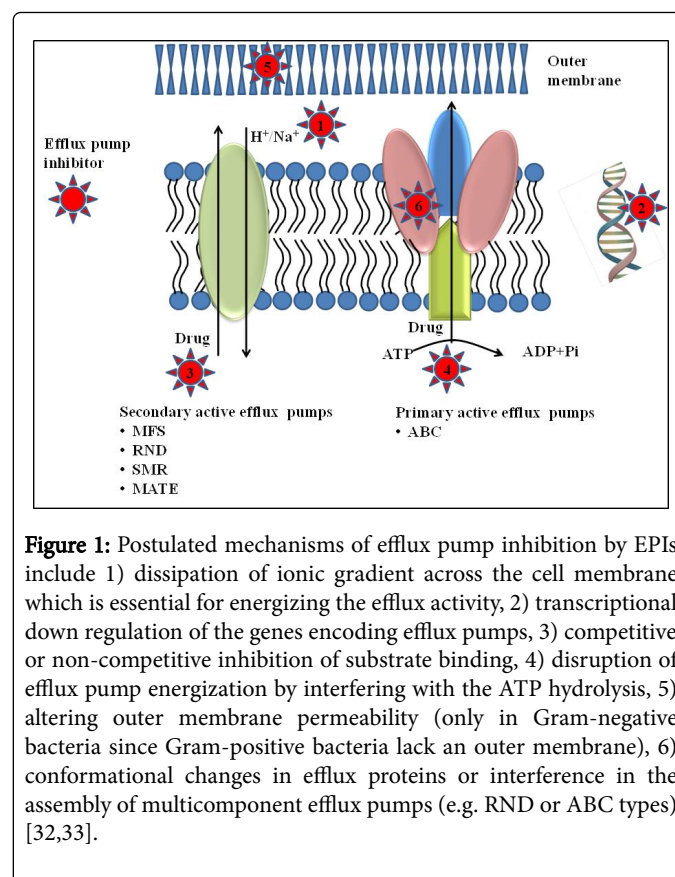 5
Outer
membrane
1
H⁺/Na⁺
Efflux pump
inhibitor
6
2
Drug
Drug
3
ATP
ADP+Pi
4
Secondary active efflux pumps
• MFS
• RND
• SMR
• MATE
Primary active efflux pumps
• ABC
Figure 1: Postulated mechanisms of efflux pump inhibition by EPIs
include 1) dissipation of ionic gradient across the cell membrane
which is essential for energizing the efflux activity, 2) transcriptional
down regulation of the genes encoding efflux pumps, 3) competitive
or non-competitive inhibition of substrate binding, 4) disruption of
efflux pump energization by interfering with the ATP hydrolysis, 5)
altering outer membrane permeability (only in Gram-negative
bacteria since Gram-positive bacteria lack an outer membrane), 6)
conformational changes in efflux proteins or interference in the
assembly of multicomponent efflux pumps (e.g. RND or ABC types)
[32,33].